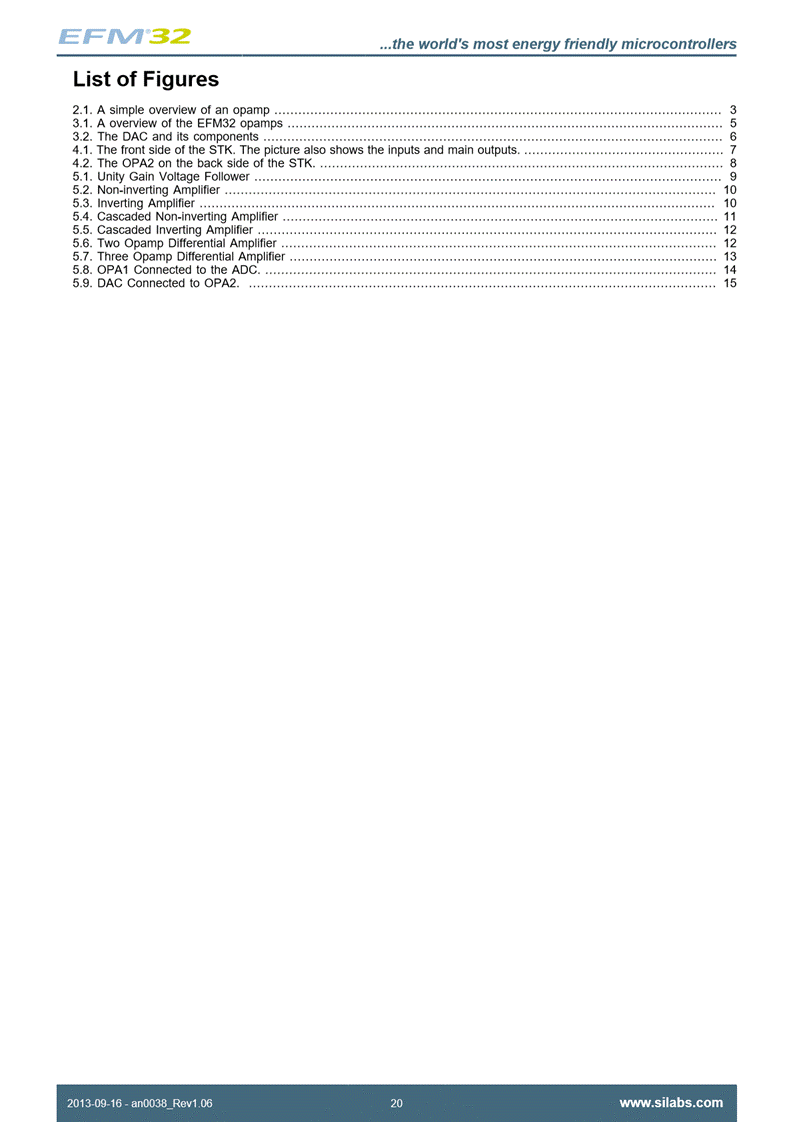 EFM®32
...the world's most energy friendly microcontrollers
List of Figures
2.1. A simple overview of an opamp ................................................................................................................ 3
3.1. A overview of the EFM32 opamps ............................................................................................................. 5
3.2. The DAC and its components ................................................................................................................... 6
4.1. The front side of the STK. The picture also shows the inputs and main outputs. .................................................. 7
4.2. The OPA2 on the back side of the STK. ..................................................................................................... 8
5.1. Unity Gain Voltage Follower ..................................................................................................................... 9
5.2. Non-inverting Amplifier ........................................................................................................................... 10
5.3. Inverting Amplifier ................................................................................................................................. 10
5.4. Cascaded Non-inverting Amplifier ............................................................................................................. 11
5.5. Cascaded Inverting Amplifier ................................................................................................................... 12
5.6. Two Opamp Differential Amplifier ............................................................................................................. 12
5.7. Three Opamp Differential Amplifier ........................................................................................................... 13
5.8. OPA1 Connected to the ADC. ................................................................................................................. 14
5.9. DAC Connected to OPA2. ..................................................................................................................... 15
2013-09-16 - an0038_Rev1.06
20
www.silabs.com